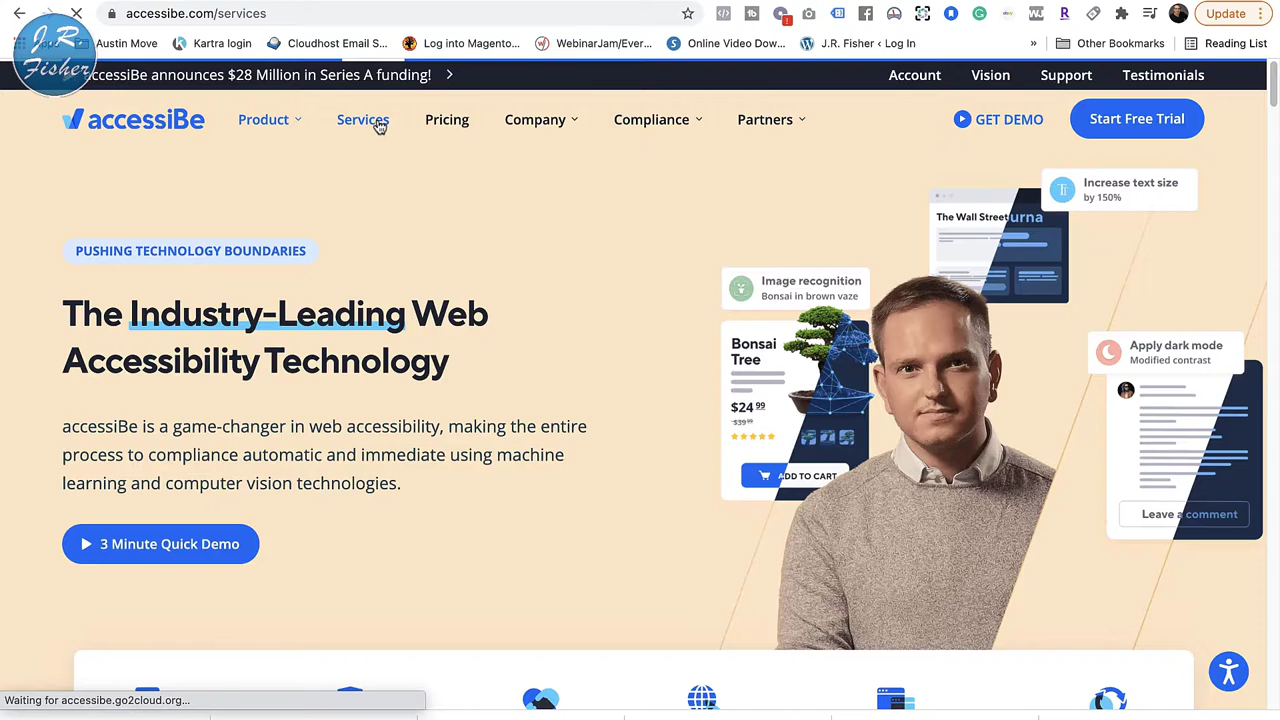 accessibe.com/services
Update
Apps
Austin Move
Kartra login
Cloudhost Email S...
Log into Magento...
WebinarJam/Ever...
Online Video Dow...
J.R. Fisher ‹ Log In
»
Other Bookmarks
Reading List
J.R.
Fisher
accessiBe announces $28 Million in Series A funding!
Account
Vision
Support
Testimonials
accessiBe
Product
Services
Pricing
Company
Compliance
Partners
GET DEMO
Start Free Trial
PUSHING TECHNOLOGY BOUNDARIES
The Industry-Leading Web
Accessibility Technology
accessiBe is a game-changer in web accessibility, making the entire
process to compliance automatic and immediate using machine
learning and computer vision technologies.
3 Minute Quick Demo
Increase text size
by 150%
The Wall Street urna
Image recognition
Bonsai in brown vaze
Bonsai
Tree
$24 99
$39 99
ADD TO CART
Apply dark mode
Modified contrast
Leave a comment
Waiting for accessibe.go2cloud.org...